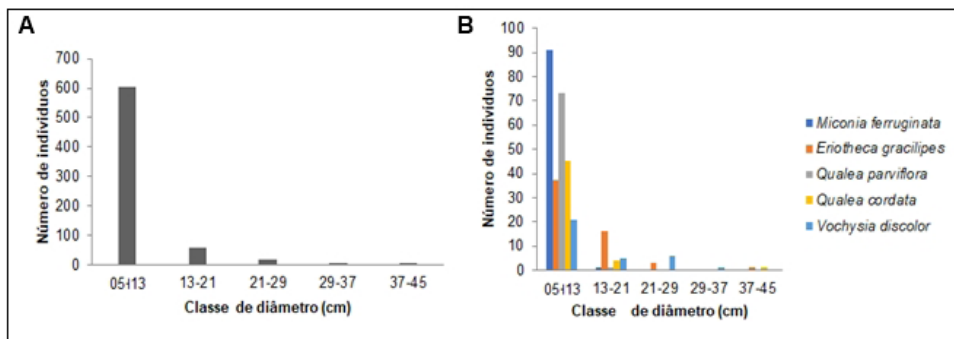 A
Número de indivíduos
700
600
500
400
300
200
100
0
05-|13 13-21 21-29 29-37 37-45
Classe de diâmetro (cm)
B
Número de indivíduos
100
90
80
70
60
50
40
30
20
10
0
05-|13 13-21 21-29 29-37 37-45
Classe de diâmetro (cm)
Miconia ferruginata
Eriotheca gracilipes
Qualea parviflora
Qualea cordata
Vochysia discolor